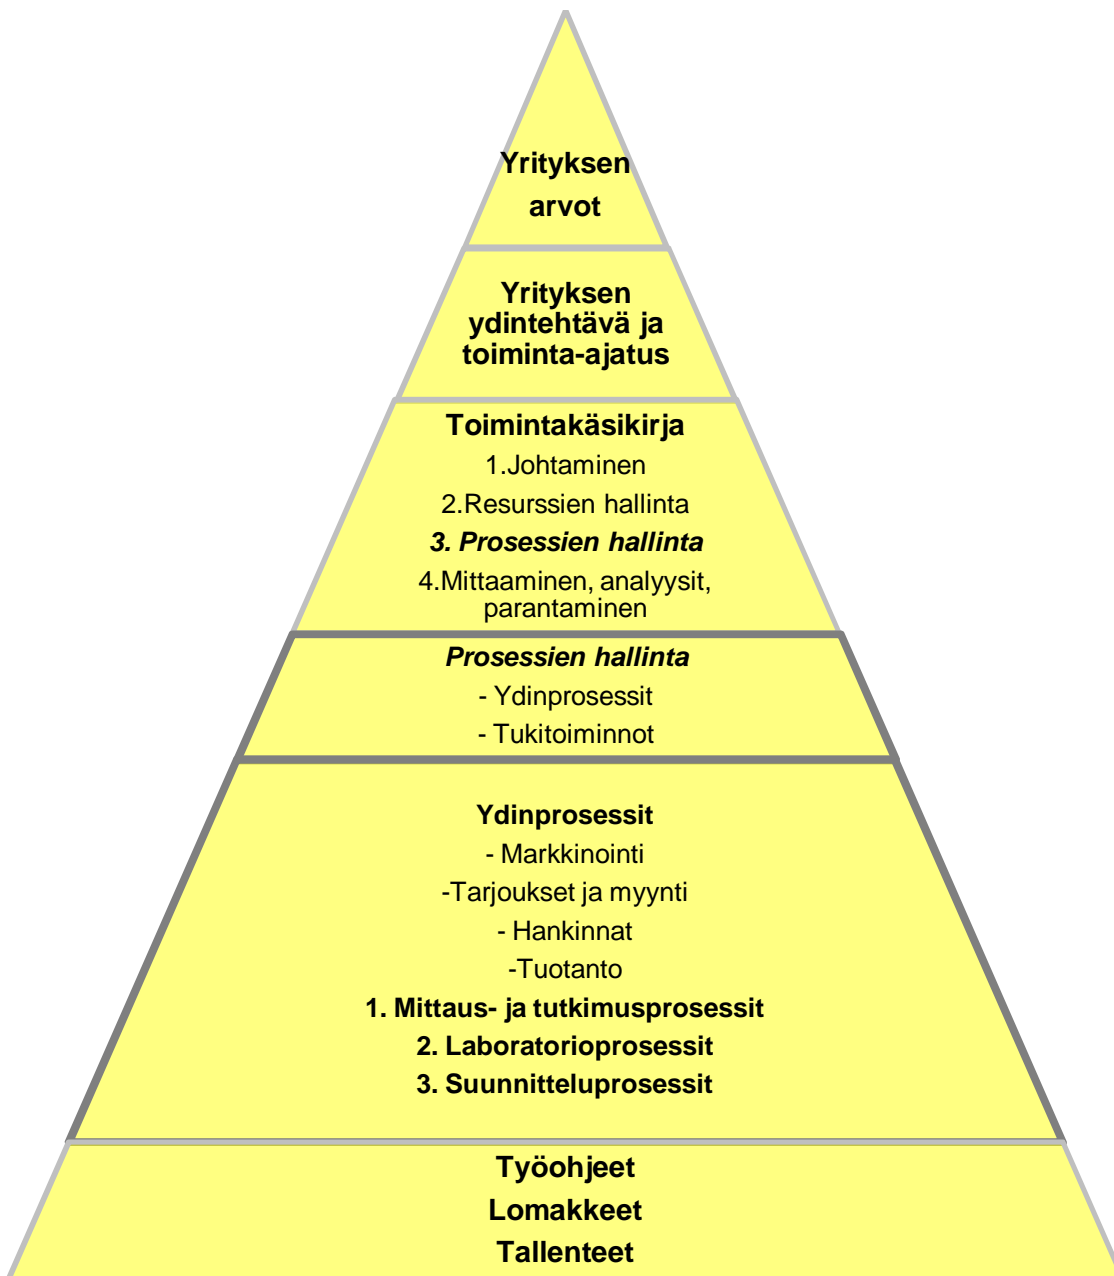 Yrityksen
arvot
Yrityksen
ydintehtävä ja
toiminta-ajatus
Toimintakäsikirja
1.Johtaminen
2.Resurssien hallinta
3. Prosessien hallinta
4.Mittaaminen, analyysit,
parantaminen
Prosessien hallinta
- Ydinprosessit
- Tukitoiminnot
Ydinprosessit
- Markkinointi
-Tarjoukset ja myynti
- Hankinnat
-Tuotanto
1. Mittaus- ja tutkimusprosessit
2. Laboratorioprosessit
3. Suunnitteluprosessit
Työohjeet
Lomakkeet
Tallenteet